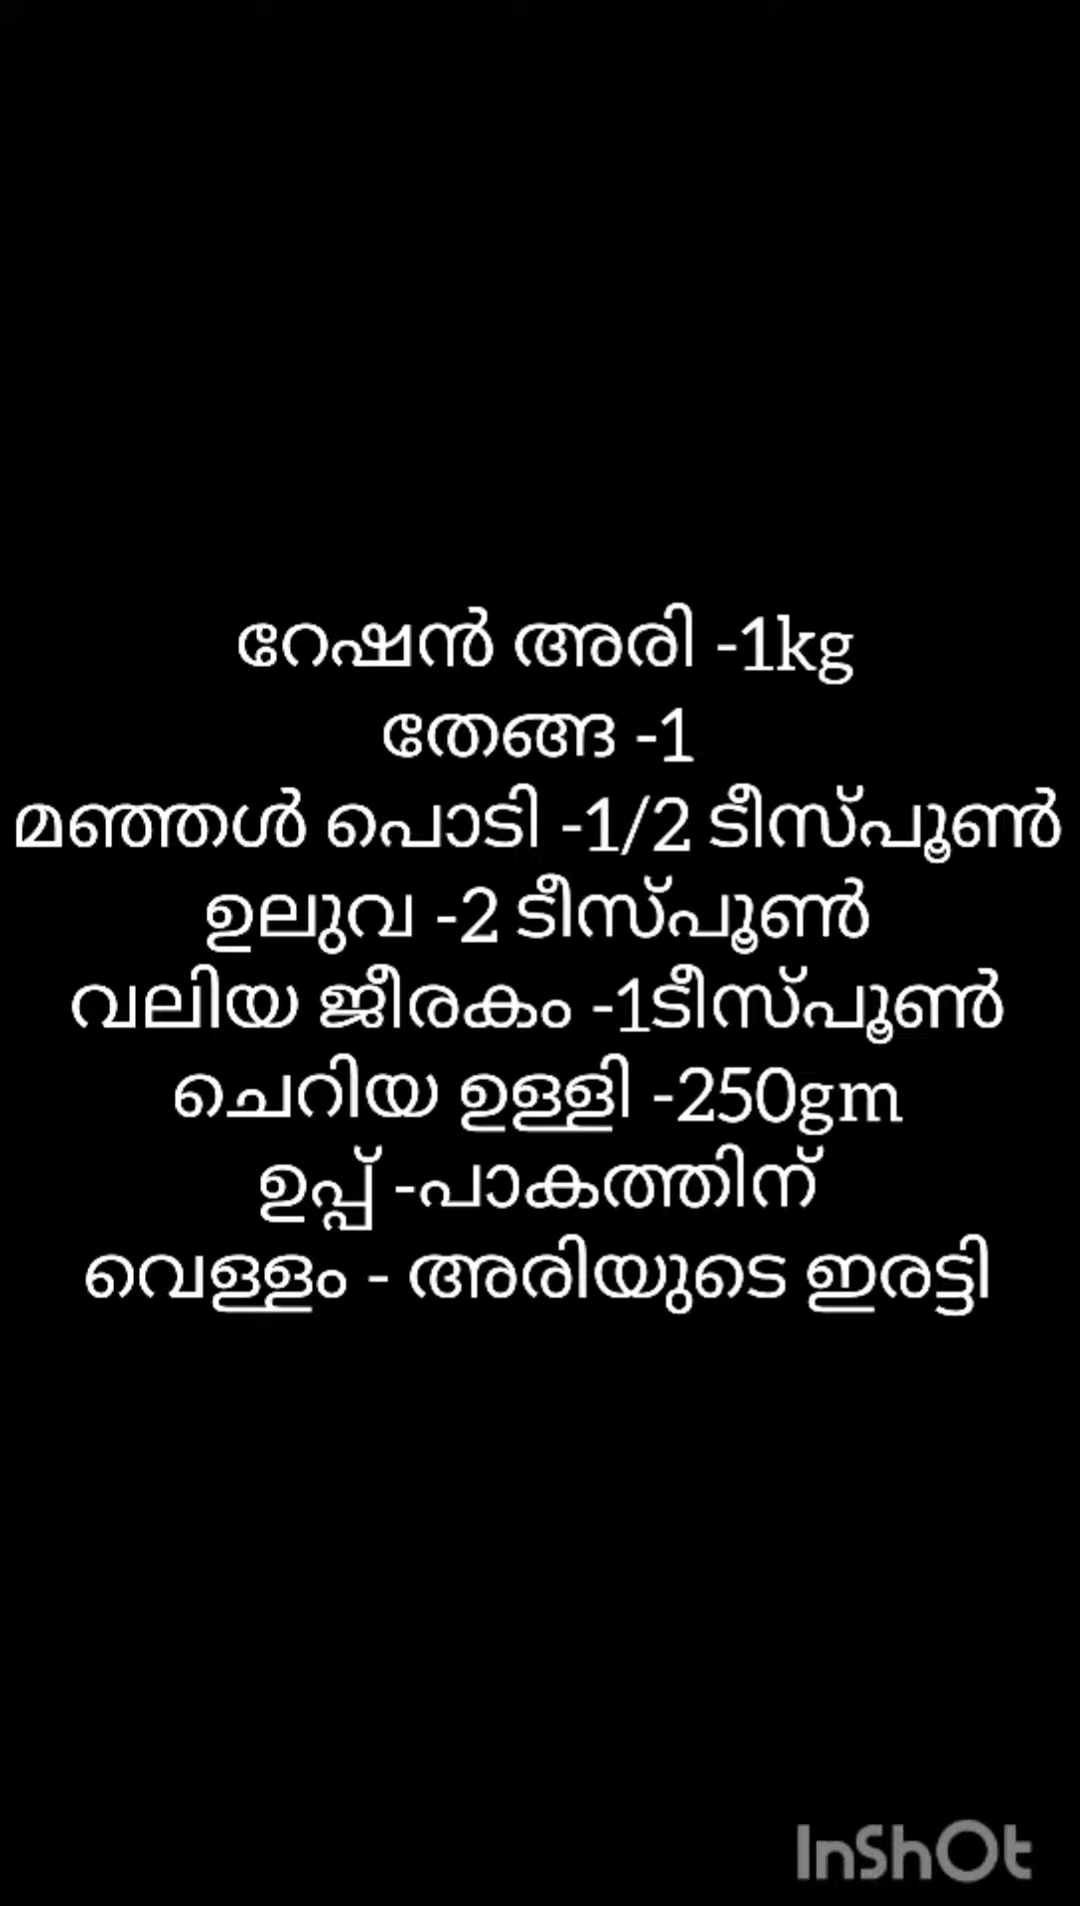 റേഷൻ അരി -1kg
തേങ്ങ -1
മഞ്ഞൾ പൊടി -1/2 ടീസ്പൂൺ
ഉലുവ -2 ടീസ്പൂൺ
വലിയ ജീരകം -1ടീസ്പൂൺ
ചെറിയ ഉള്ളി -250gm
ഉപ്പ് -പാകത്തിന്
വെള്ളം - അരിയുടെ ഇരട്ടി
InShOt